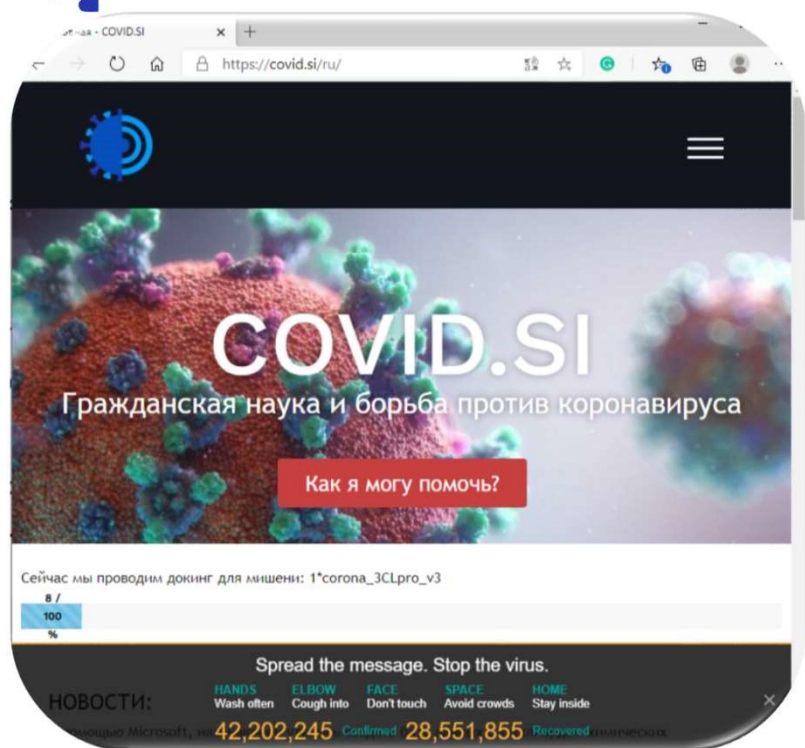 - COVID.SI
https://covid.si/ru/
COVID.SI
Гражданская наука и борьба против коронавируса
Как я могу помочь?
Сейчас мы проводим докинг для мишени: 1*corona_3CLpro_v3
8 /
100
%
Spread the message. Stop the virus.
HANDS ELBOW FACE SPACE HOME
Wash often Cough into Don't touch Avoid crowds Stay inside
НОВОСТИ:
42,202,245 Confirmed 28,551,855 Recovered
помощью Microsoft,